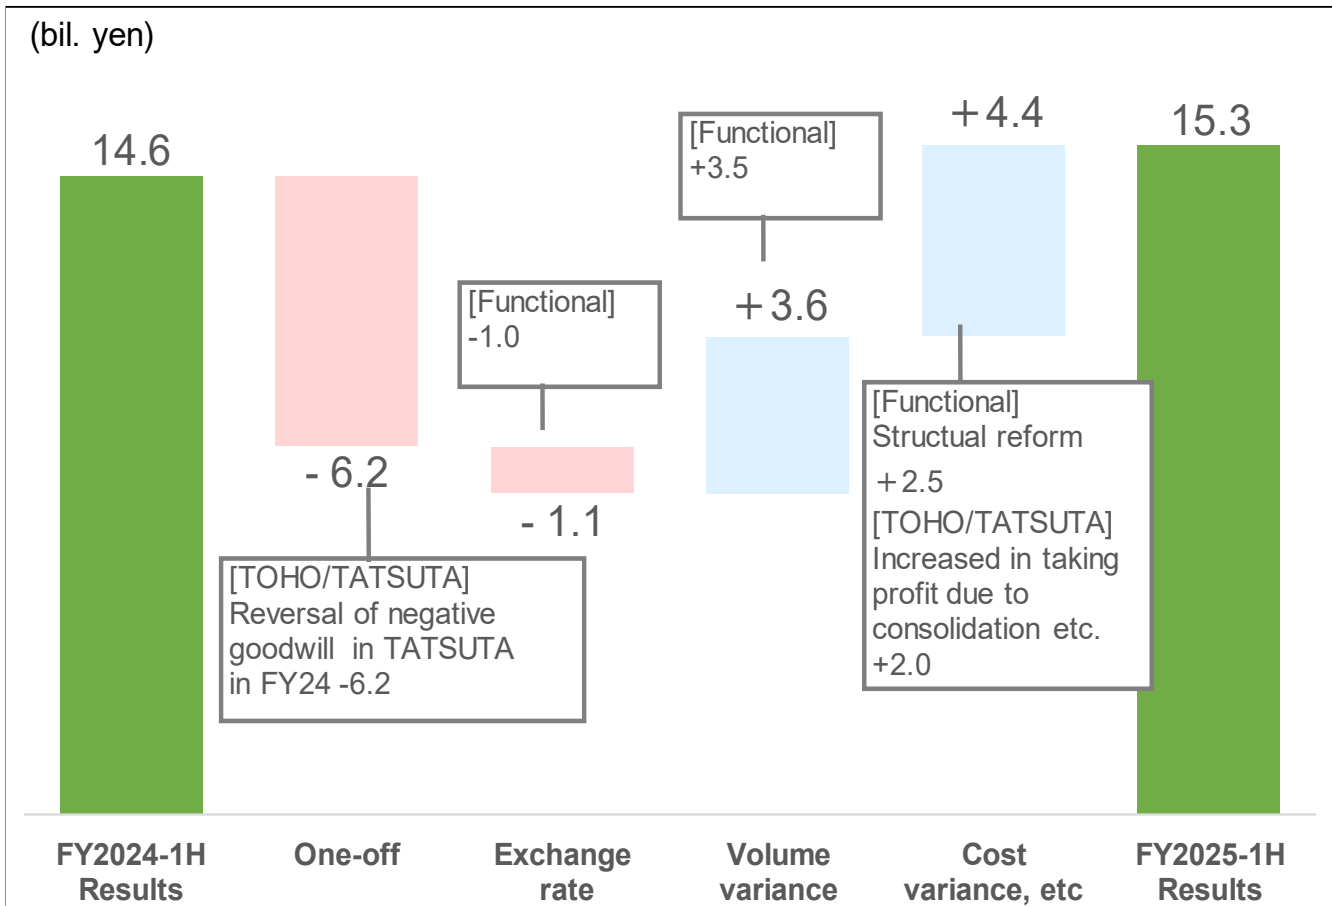 (bil. yen)
14.6
[Functional]
+3.5
＋4.4
15.3
[Functional]
-1.0
＋3.6
- 6.2
- 1.1
[TOHO/TATSUTA]
Reversal of negative
goodwill in TATSUTA
in FY24 -6.2
[Functional]
Structual reform
＋2.5
[TOHO/TATSUTA]
Increased in taking
profit due to
consolidation etc.
+2.0
FY2024-1H
Results
One-off
Exchange
rate
Volume
variance
Cost
variance, etc
FY2025-1H
Results